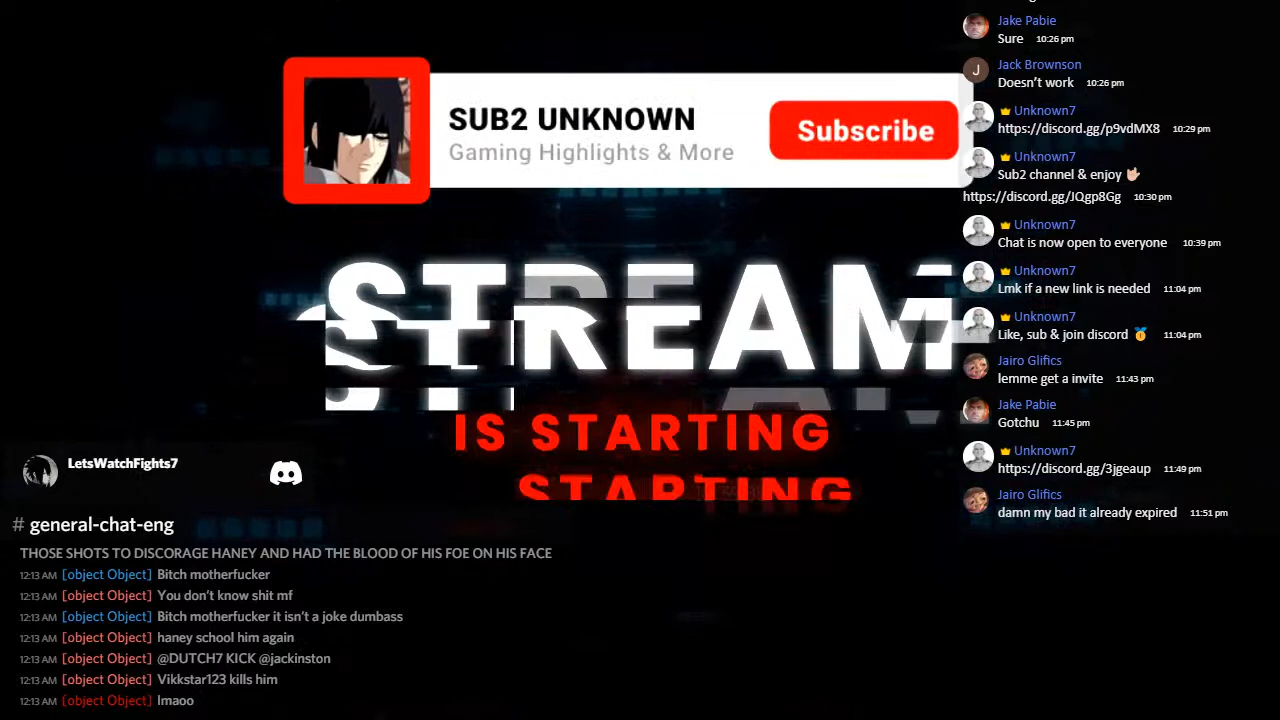 Jake Pabie
Sure 10:26 pm
J Jack Brownson
Doesn't work 10:26 pm
Unknown7
https://discord.gg/p9vdMX8 10:29 pm
Unknown7
Sub2 channel & enjoy 🤟🏻
https://discord.gg/JQgp8Gg 10:30 pm
Unknown7
Chat is now open to everyone 10:39 pm
Unknown7
Lmk if a new link is needed 11:04 pm
Unknown7
Like, sub & join discord 🥇 11:04 pm
Jairo Glifics
lemme get a invite 11:43 pm
Jake Pabie
Gotchu 11:45 pm
Unknown7
https://discord.gg/3jgeaup 11:49 pm
Jairo Glifics
damn my bad it already expired 11:51 pm
SUB2 UNKNOWN
Gaming Highlights & More
Subscribe
STREAM
IS STARTING
STARTING
LetsWatchFights7
# general-chat-eng
THOSE SHOTS TO DISCORAGE HANEY AND HAD THE BLOOD OF HIS FOE ON HIS FACE
12:13 AM [object Object] Bitch motherfucker
12:13 AM [object Object] You don't know shit mf
12:13 AM [object Object] Bitch motherfucker it isn't a joke dumbass
12:13 AM [object Object] haney school him again
12:13 AM [object Object] @DUTCH7 KICK @jackinston
12:13 AM [object Object] Vikkstar123 kills him
12:13 AM [object Object] lmaoo